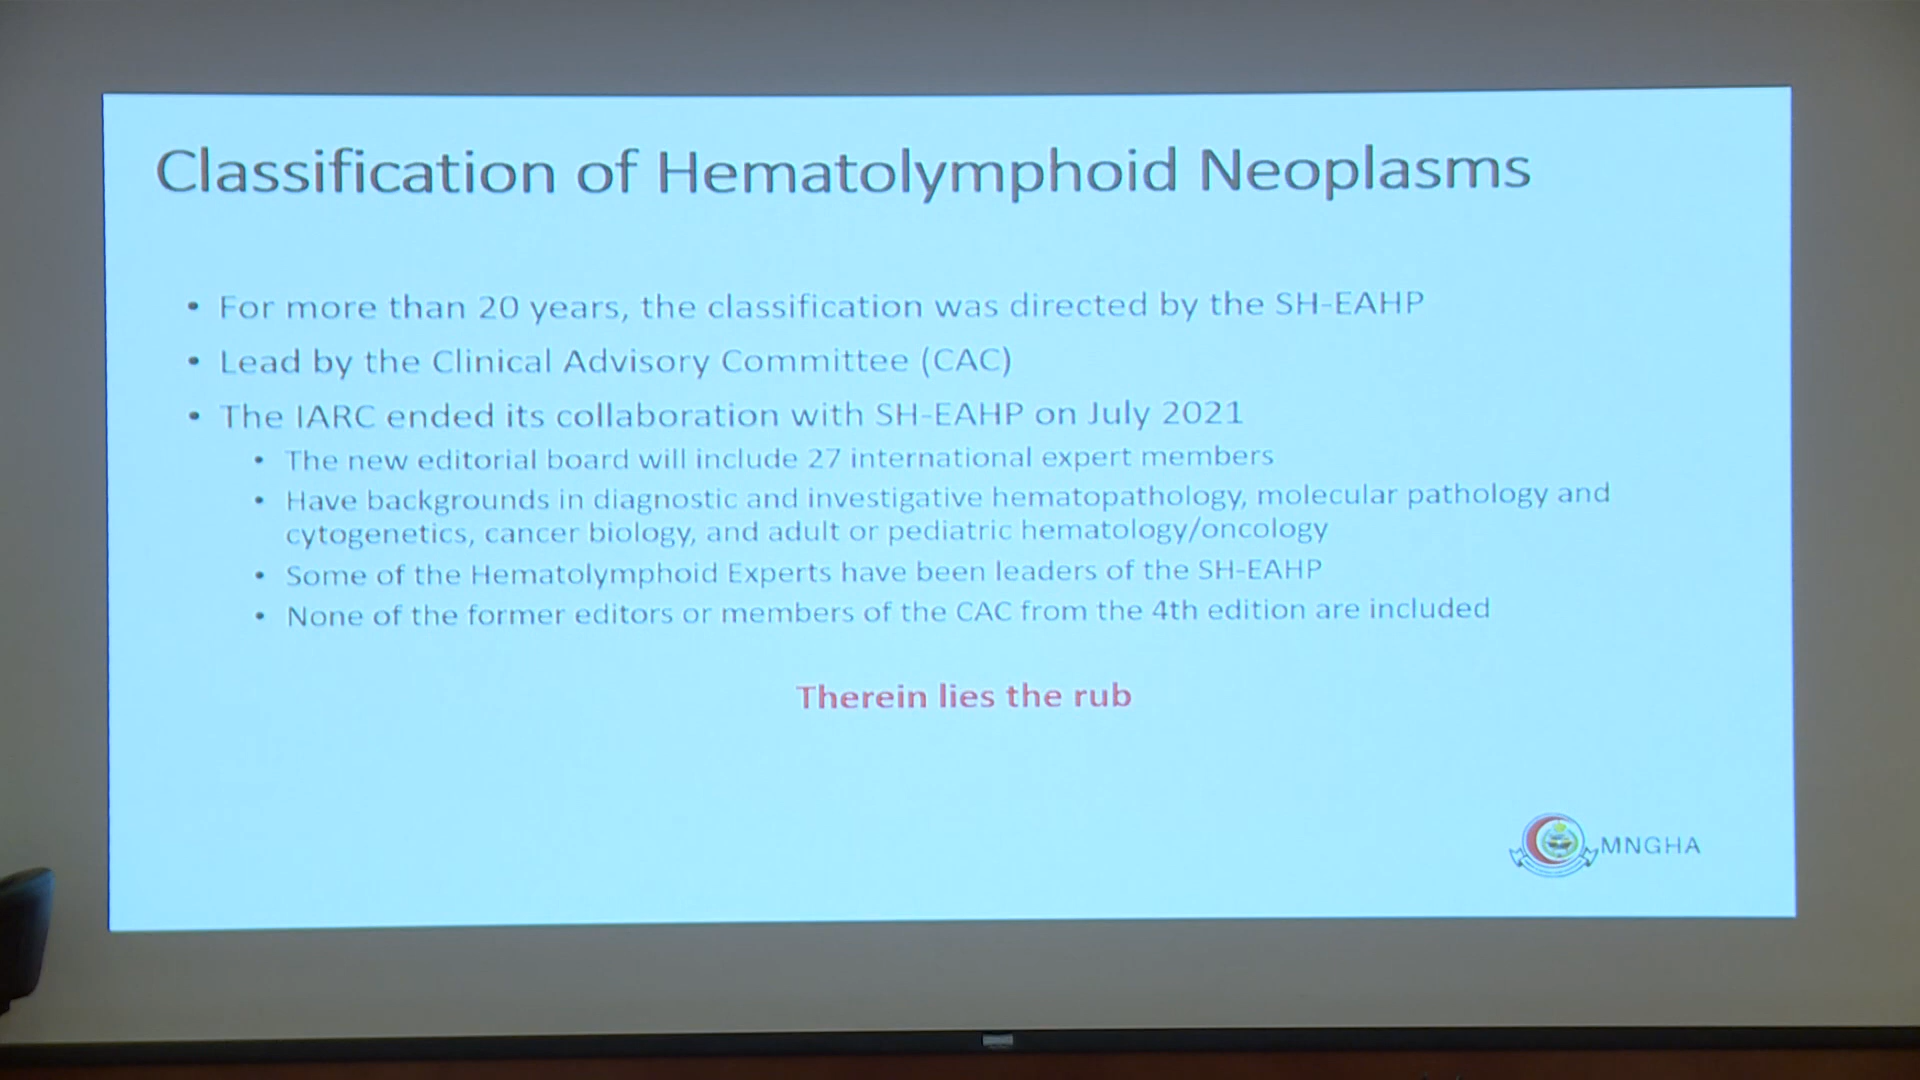 Classification of Hematolymphoid Neoplasms
• For more than 20 years, the classification was directed by the SH-EAHP
• Lead by the Clinical Advisory Committee (CAC)
• The IARC ended its collaboration with SH-EAHP on July 2021
• The new editorial board will include 27 international expert members
• Have backgrounds in diagnostic and investigative hematopathology, molecular pathology and
cytogenetics, cancer biology, and adult or pediatric hematology/oncology
• Some of the Hematolymphoid Experts have been leaders of the SH-EAHP
• None of the former editors or members of the CAC from the 4th edition are included
Therein lies the rub
MNGHA